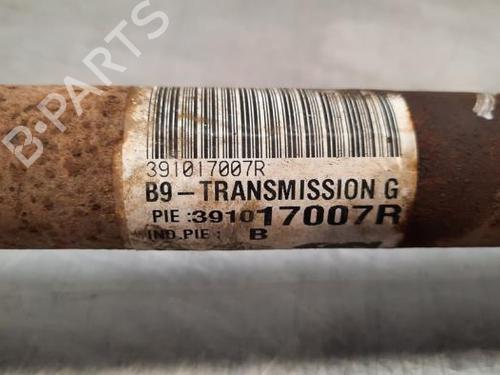 B-PARTS
391017007R
B9-TRANSMISSION G
PIE :391017007R
IND.PIE : B